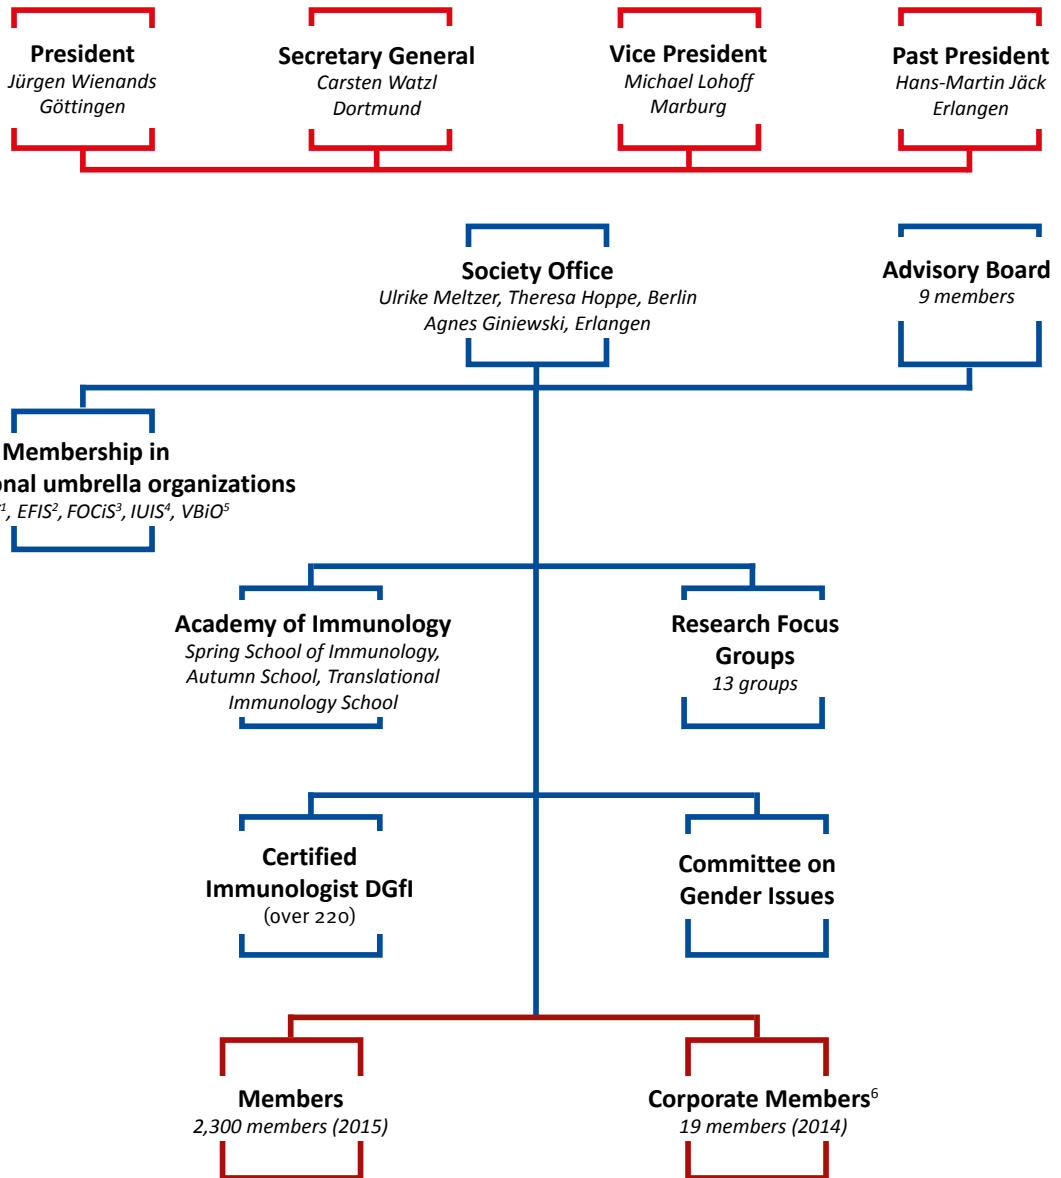 President
Jürgen Wienands
Göttingen
Secretary General
Carsten Watzl
Dortmund
Vice President
Michael Lohoff
Marburg
Past President
Hans-Martin Jäck
Erlangen
Society Office
Ulrike Meltzer, Theresa Hoppe, Berlin
Agnes Giniewski, Erlangen
Advisory Board
9 members
Membership in
umbrella organizations
EFIS², FOCiS³, IUIS⁴, VBiO⁵
Academy of Immunology
Spring School of Immunology,
Autumn School, Translational
Immunology School
Research Focus
Groups
13 groups
Certified
Immunologist DGfI
(over 220)
Committee on
Gender Issues
Members
2,300 members (2015)
Corporate Members⁶
19 members (2014)